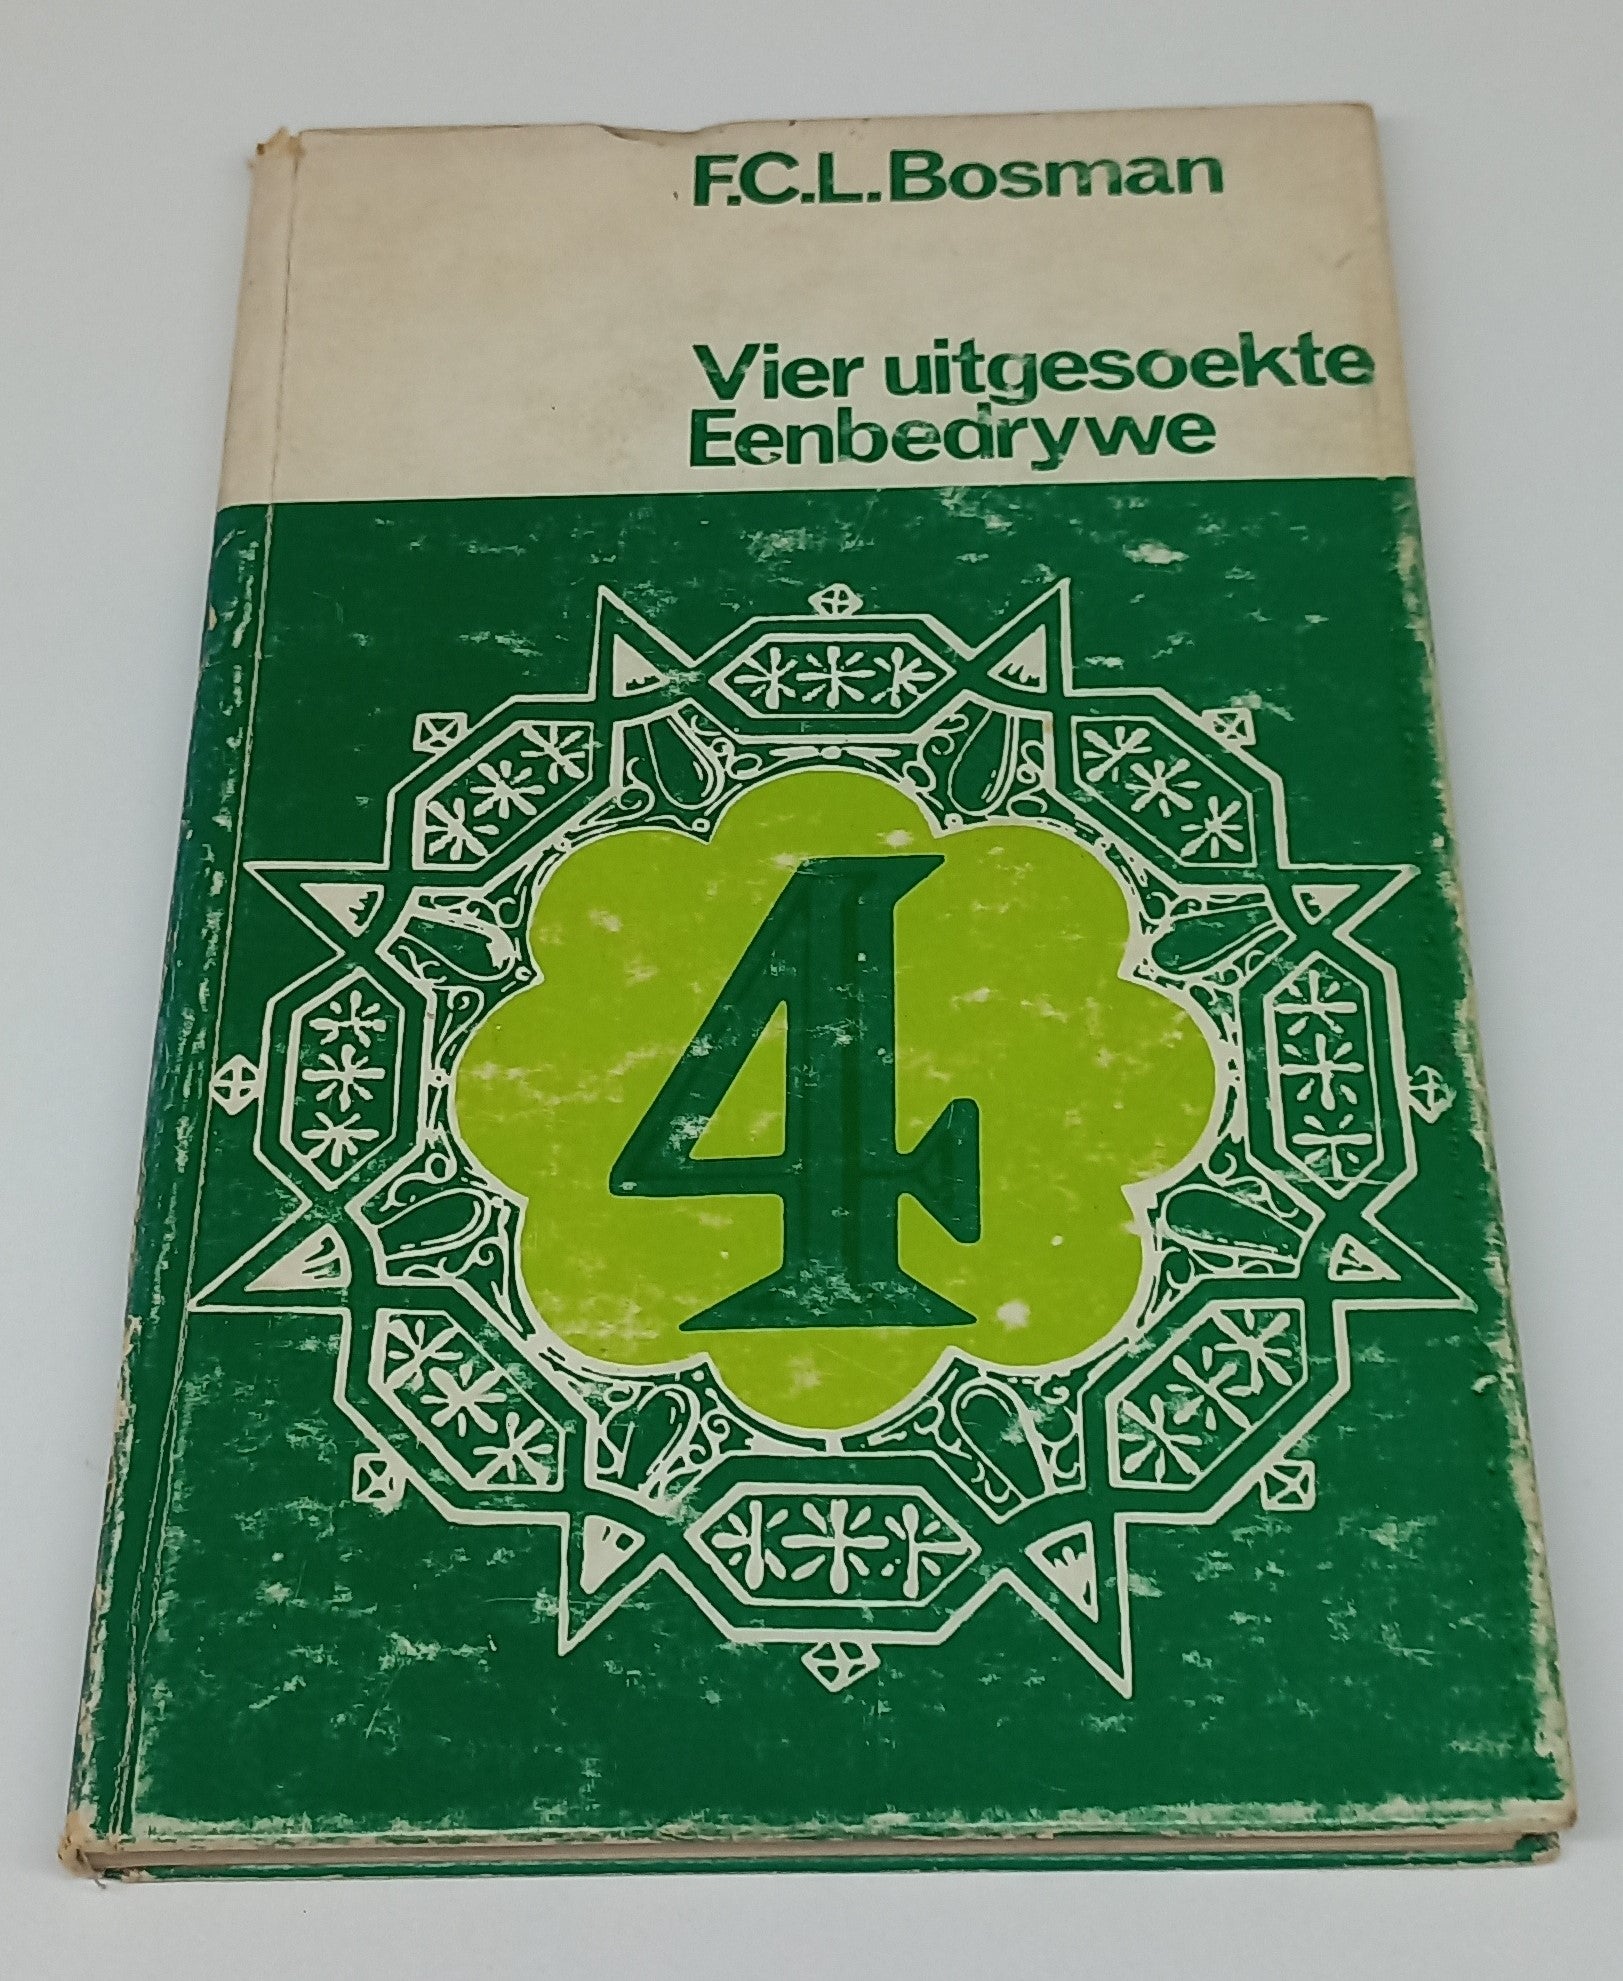 F.C.L. Bosman
Vier uitgesoekte
Eenbedrywe
4